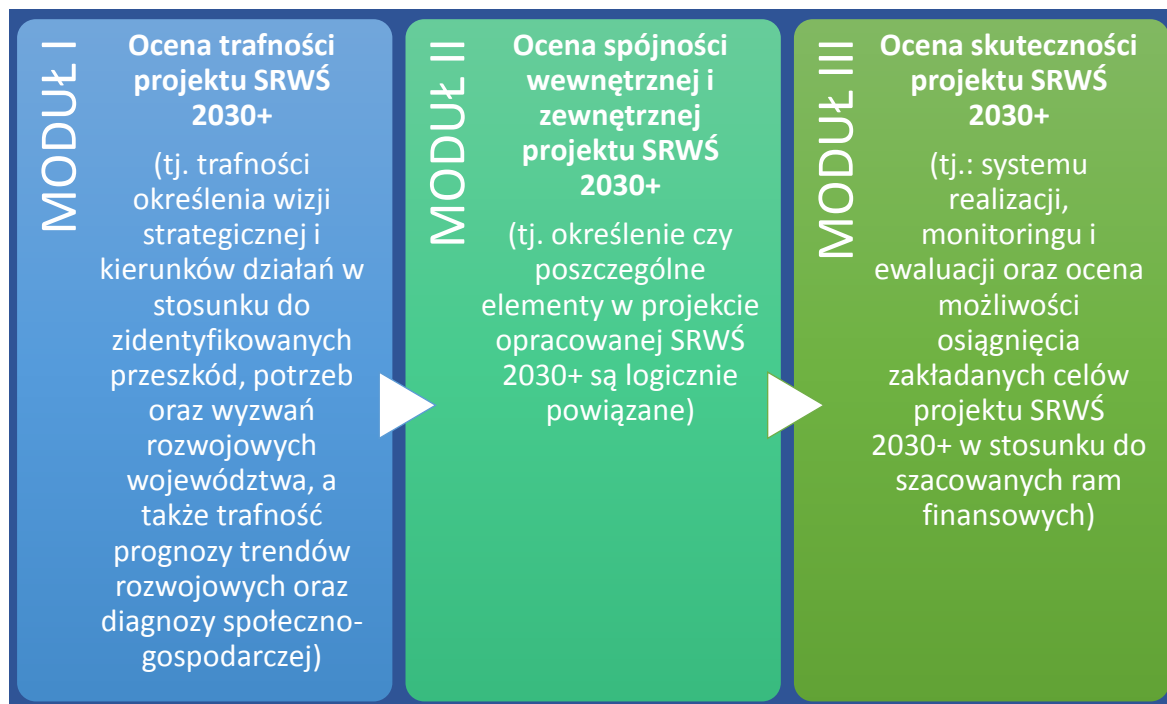 MODUŁ I
Ocena trafności
projektu SRWŚ
2030+
(tj. trafności
określenia wizji
strategicznej i
kierunków działań w
stosunku do
zidentyfikowanych
przeszkód, potrzeb
oraz wyzwań
rozwojowych
województwa, a
także trafność
prognozy trendów
rozwojowych oraz
diagnozy społeczno-
gospodarczej)
MODUŁ II
Ocena spójności
wewnętrznej i
zewnętrznej
projektu SRWŚ
2030+
(tj. określenie czy
poszczególne
elementy w projekcie
opracowanej SRWŚ
2030+ są logicznie
powiązane)
MODUŁ III
Ocena skuteczności
projektu SRWŚ
2030+
(tj.: systemu
realizacji,
monitoringu i
ewaluacji oraz ocena
możliwości
osiągnięcia
zakładanych celów
projektu SRWŚ
2030+ w stosunku do
szacowanych ram
finansowych)